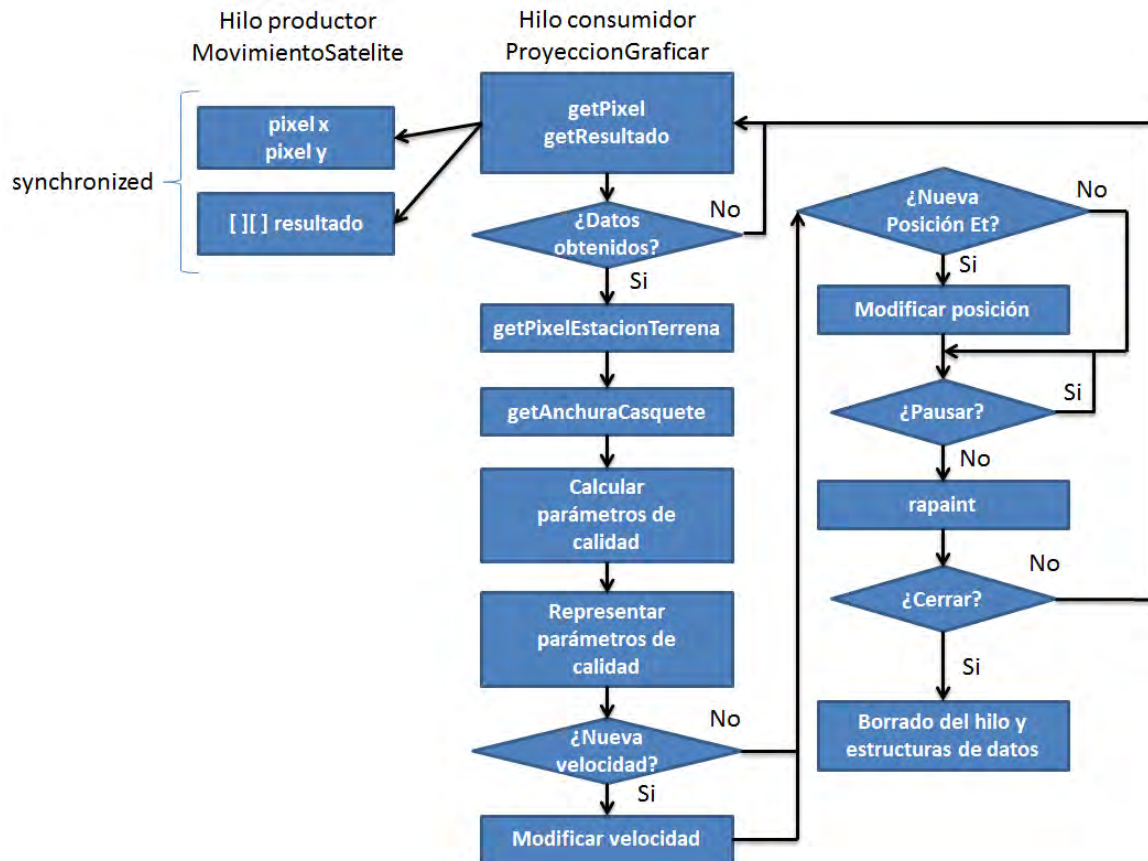 Hilo productor
MovimientoSatelite
Hilo consumidor
ProyeccionGraficar
synchronized
pixel x
pixel y
[ ][ ] resultado
getPixel
getResultado
¿Datos
obtenidos?
No
Si
getPixelEstacionTerrena
getAnchuraCasquete
Calcular
parámetros de
calidad
Representar
parámetros de
calidad
¿Nueva
velocidad?
No
Si
Modificar velocidad
¿Nueva
Posición Et?
No
Si
Modificar posición
¿Pausar?
Si
No
rapaint
¿Cerrar?
No
Si
Borrado del hilo y
estructuras de datos